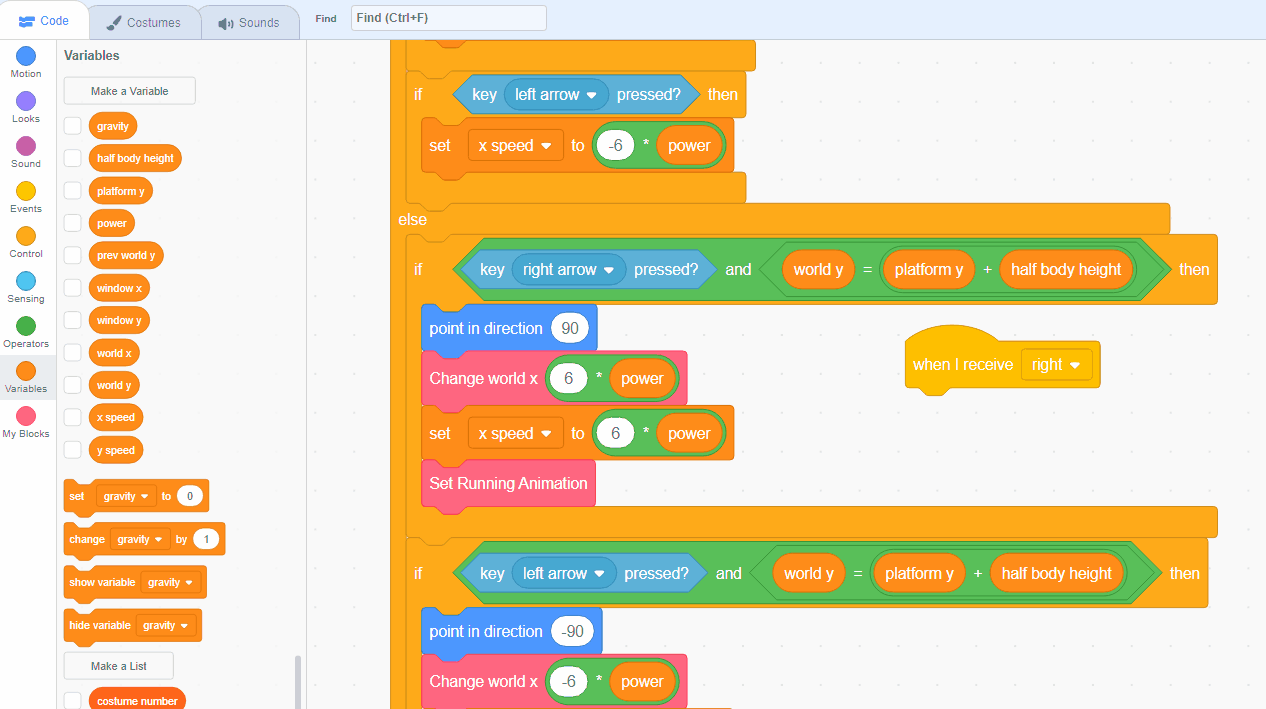 Code
Costumes
Sounds
Find
Find (Ctrl+F)
Motion
Looks
Sound
Events
Control
Sensing
Operators
Variables
My Blocks
Variables
Make a Variable
gravity
half body height
platform y
power
prev world y
window x
window y
world x
world y
x speed
y speed
set gravity to 0
change gravity by 1
show variable gravity
hide variable gravity
Make a List
costume number
if key left arrow pressed? then
set x speed to -6 * power
else
if key right arrow pressed? and world y = platform y + half body height then
point in direction 90
Change world x 6 * power
set x speed to 6 * power
Set Running Animation
if key left arrow pressed? and world y = platform y + half body height then
point in direction -90
Change world x -6 * power
when I receive right